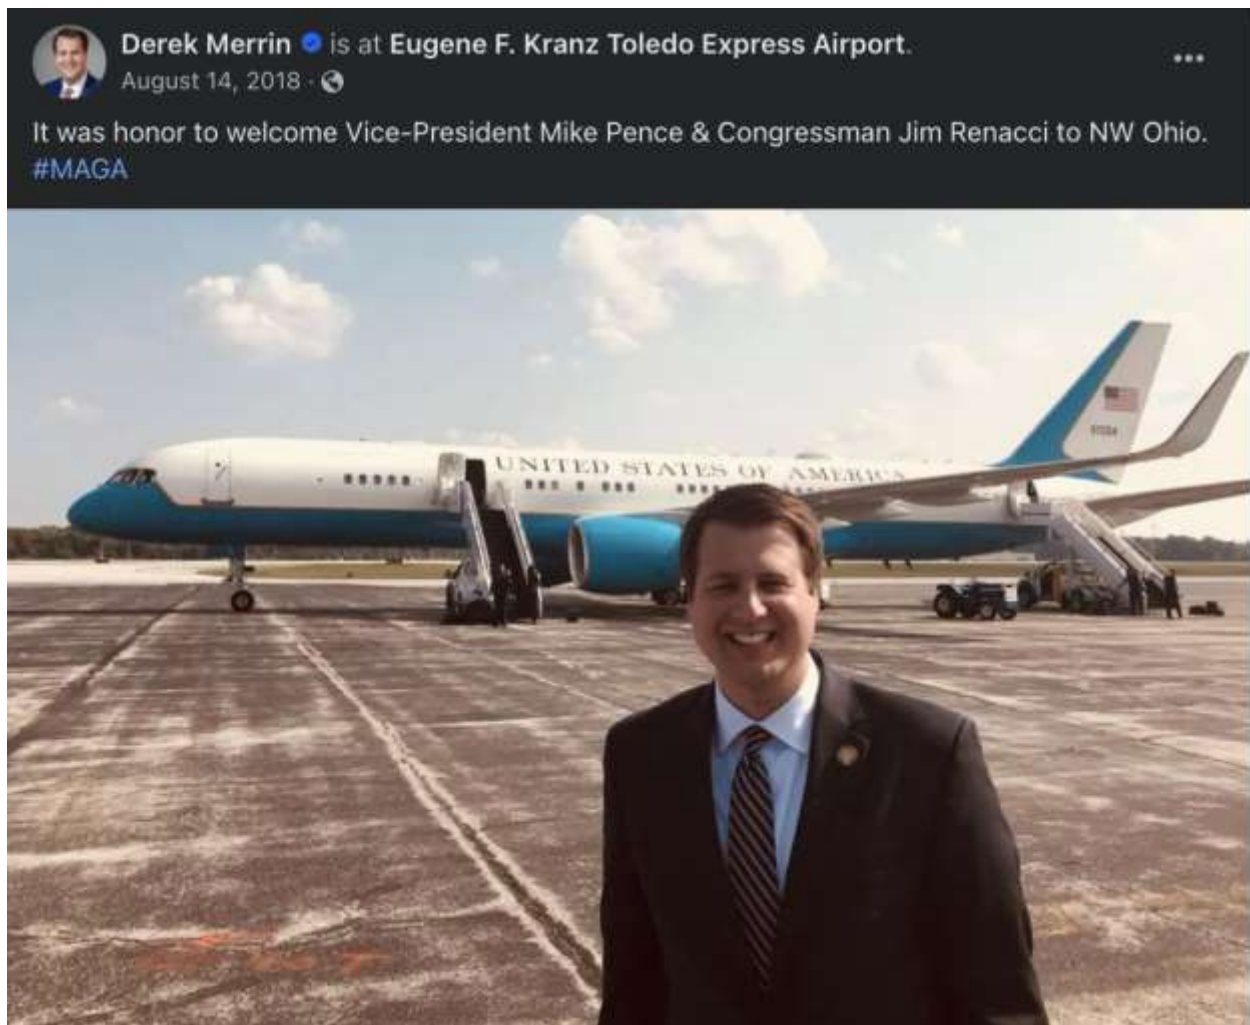 Derek Merrin is at Eugene F. Kranz Toledo Express Airport.
August 14, 2018 ·
It was honor to welcome Vice-President Mike Pence & Congressman Jim Renacci to NW Ohio.
#MAGA
UNITED STATES OF AMERICA